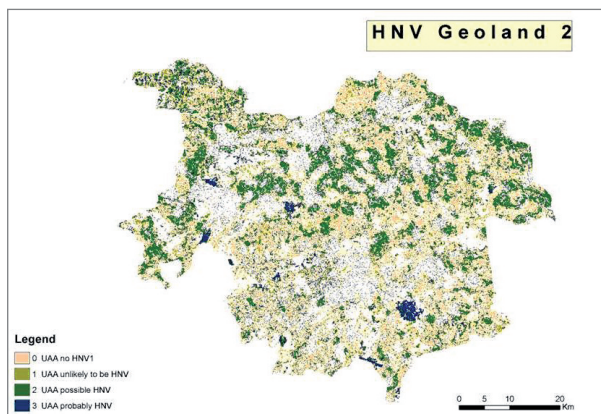 HNV Geoland 2
Legend
0 UAA no HNV1
1 UAA unlikely to be HNV
2 UAA possible HNV
3 UAA probably HNV
0 5 10 20
Km